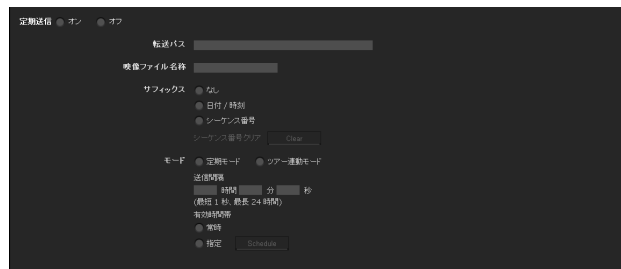 定期送信 オン オフ
転送パス
映像ファイル名称
サフィックス なし
日付 / 時刻
シーケンス番号
シーケンス番号クリア Clear
モード 定期モード ツアー連動モード
送信間隔
時間 分 秒
(最短 1 秒、最長 24 時間)
有効時間帯
常時
指定 Schedule